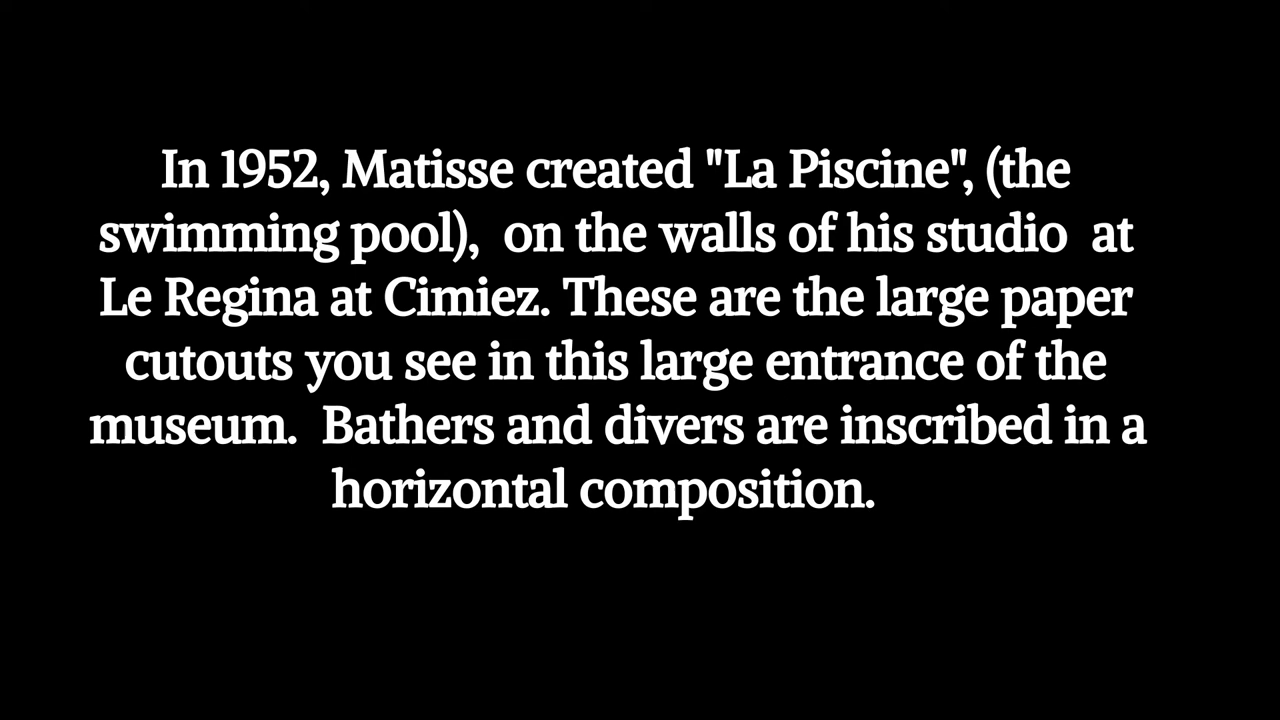 In 1952, Matisse created "La Piscine", (the
swimming pool),  on the walls of his studio  at
Le Regina at Cimiez. These are the large paper
cutouts you see in this large entrance of the
museum.  Bathers and divers are inscribed in a
horizontal composition.